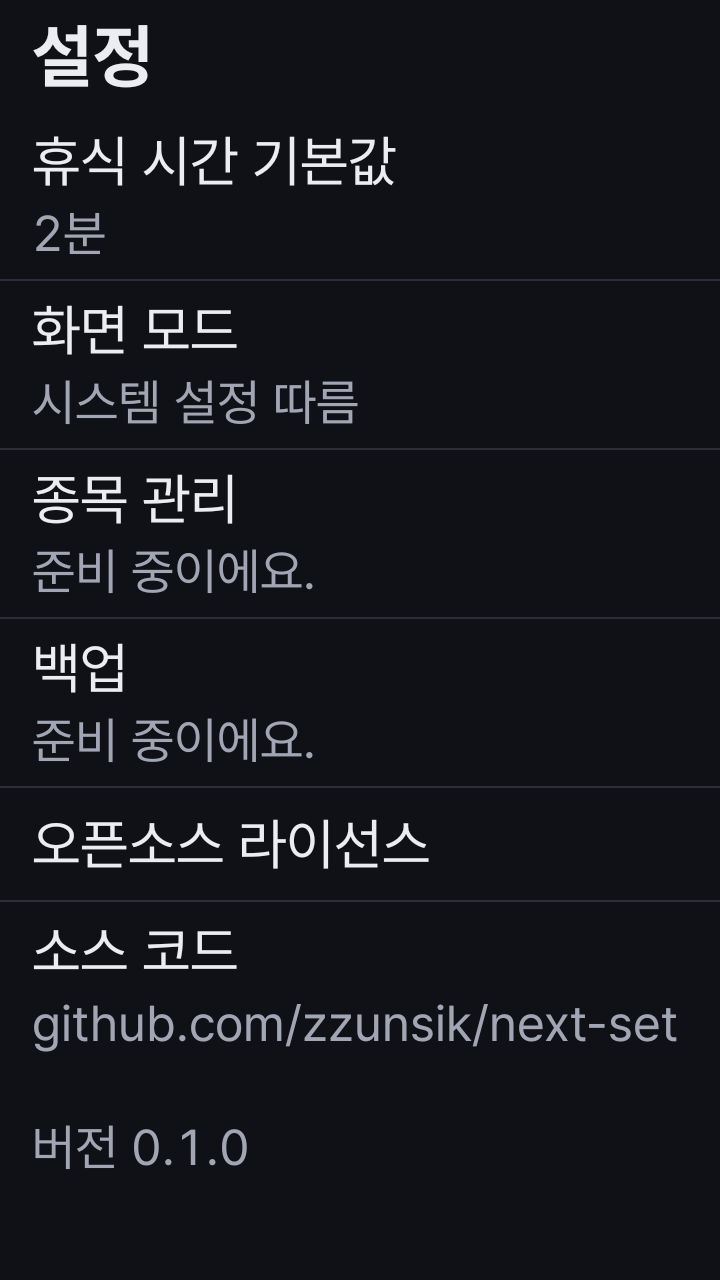 설정
휴식 시간 기본값
2분
화면 모드
시스템 설정 따름
종목 관리
준비 중이에요.
백업
준비 중이에요.
오픈소스 라이선스
소스 코드
github.com/zzunsik/next-set
버전 0.1.0